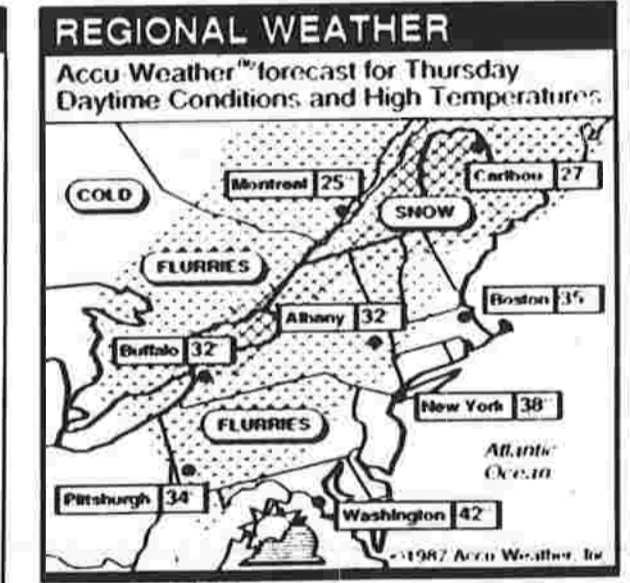 REGIONAL WEATHER
Accu-Weather™ forecast for Thursday
Daytime Conditions and High Temperatures
Montreal 25°
Caribou 27
COLD
SNOW
FLURRIES
Boston 35°
Albany 32°
Buffalo 32°
New York 38°
FLURRIES
Atlantic
Ocean
Pittsburgh 34°
Washington 42°
©1987 Accu-Weather, Inc